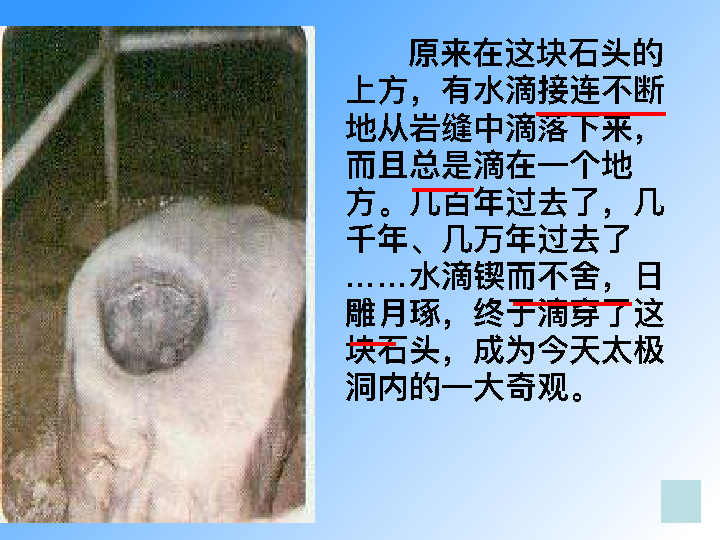 原来在这块石头的
上方，有水滴接连不断
地从岩缝中滴落下来，
而且总是滴在一个地
方。几百年过去了，几
千年、几万年过去了
……水滴锲而不舍，日
雕月琢，终于滴穿了这
块石头，成为今天太极
洞内的一大奇观。